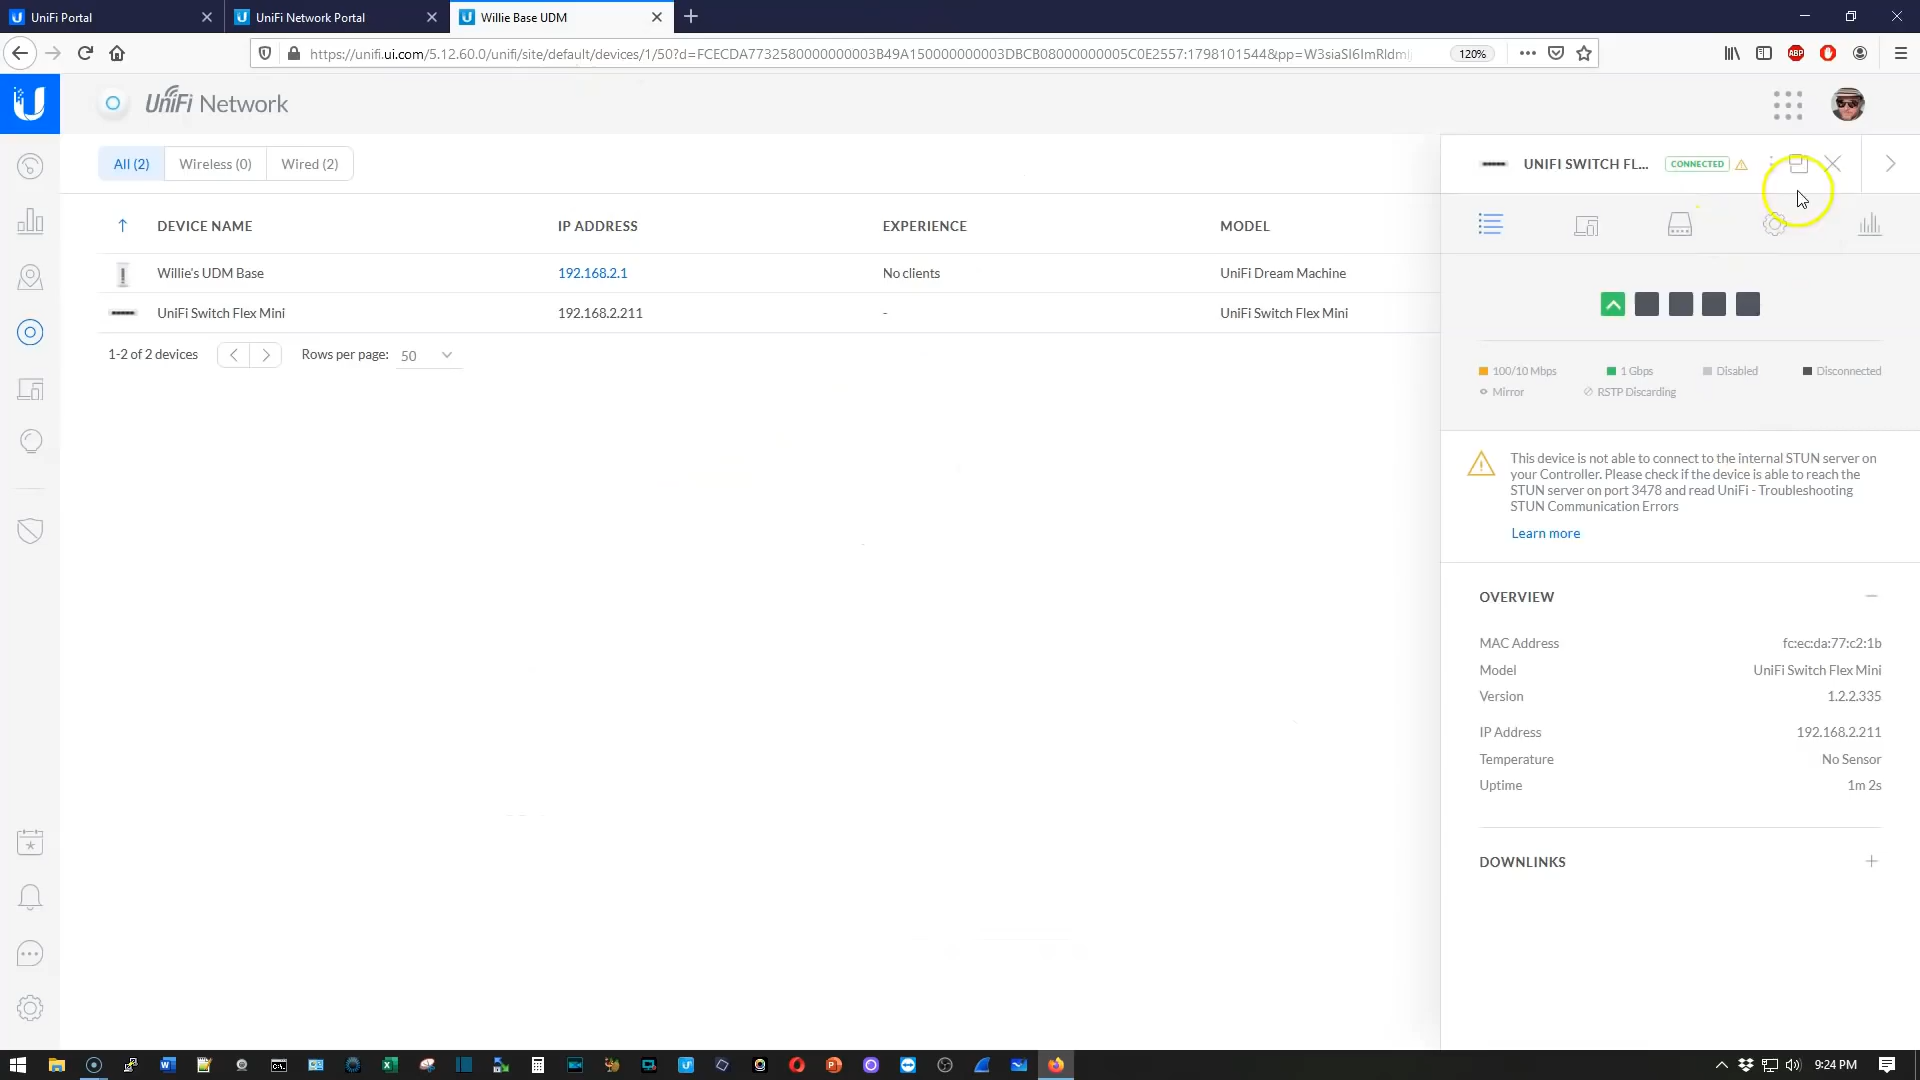 UniFi Portal
UniFi Network Portal
Willie Base UDM
https://unifi.ui.com/5.12.60.0/unifi/site/default/devices/1/50?d=FCECDA7732580000000003B49A150000000003DBCB08000000005C0E2557:1798101544&pp=W3siaSI6ImRldm
120%
ABP
UniFi Network
All (2)
Wireless (0)
Wired (2)
UNIFI SWITCH FL...
CONNECTED
DEVICE NAME
IP ADDRESS
EXPERIENCE
MODEL
Willie's UDM Base
192.168.2.1
No clients
UniFi Dream Machine
UniFi Switch Flex Mini
192.168.2.211
-
UniFi Switch Flex Mini
1-2 of 2 devices
Rows per page:
50
100/10 Mbps
1 Gbps
Disabled
Disconnected
Mirror
RSTP Discarding
This device is not able to connect to the internal STUN server on
your Controller. Please check if the device is able to reach the
STUN server on port 3478 and read UniFi - Troubleshooting
STUN Communication Errors
Learn more
OVERVIEW
MAC Address
fc:ec:da:77:c2:1b
Model
UniFi Switch Flex Mini
Version
1.2.2.335
IP Address
192.168.2.211
Temperature
No Sensor
Uptime
1m 2s
DOWNLINKS
9:24 PM